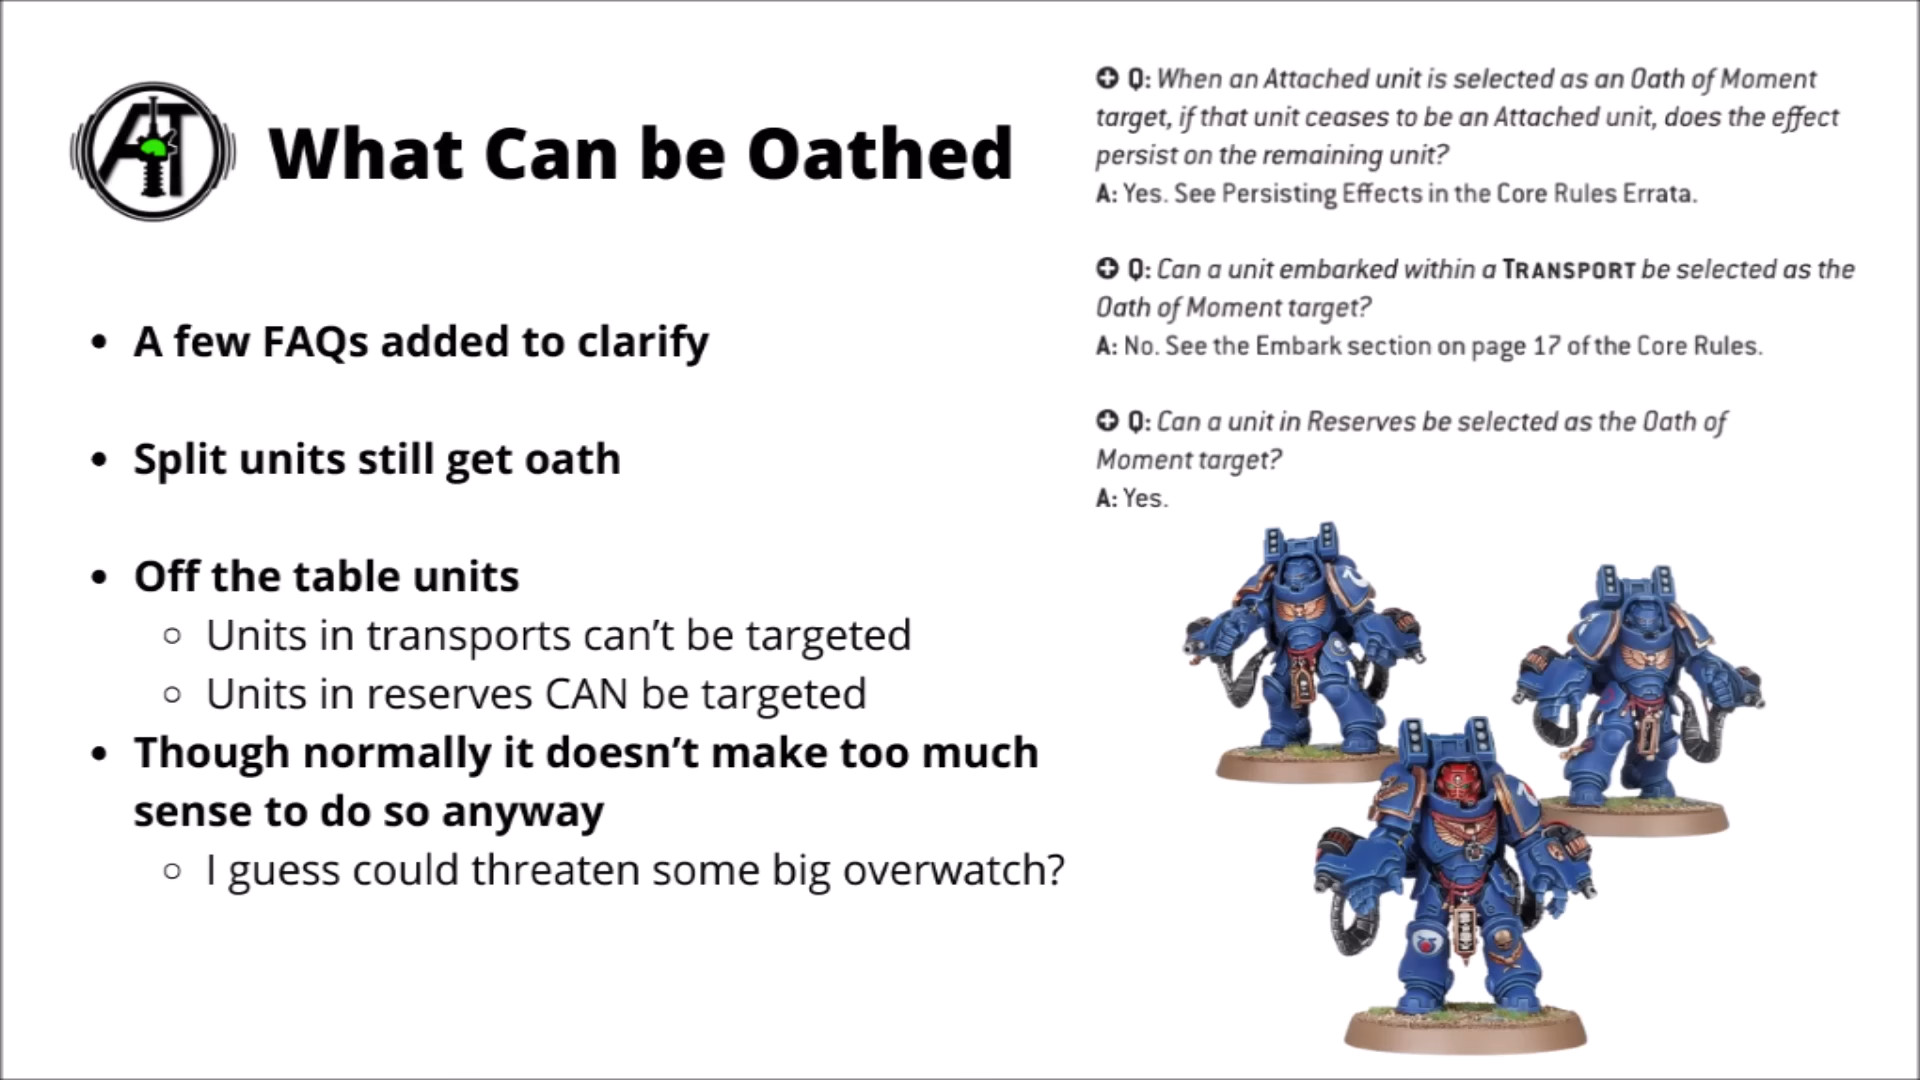 AT
What Can be Oathed
• A few FAQs added to clarify
• Split units still get oath
• Off the table units
○ Units in transports can’t be targeted
○ Units in reserves CAN be targeted
• Though normally it doesn’t make too much
sense to do so anyway
○ I guess could threaten some big overwatch?
Q: When an Attached unit is selected as an Oath of Moment
target, if that unit ceases to be an Attached unit, does the effect
persist on the remaining unit?
A: Yes. See Persisting Effects in the Core Rules Errata.
Q: Can a unit embarked within a TRANSPORT be selected as the
Oath of Moment target?
A: No. See the Embark section on page 17 of the Core Rules.
Q: Can a unit in Reserves be selected as the Oath of
Moment target?
A: Yes.